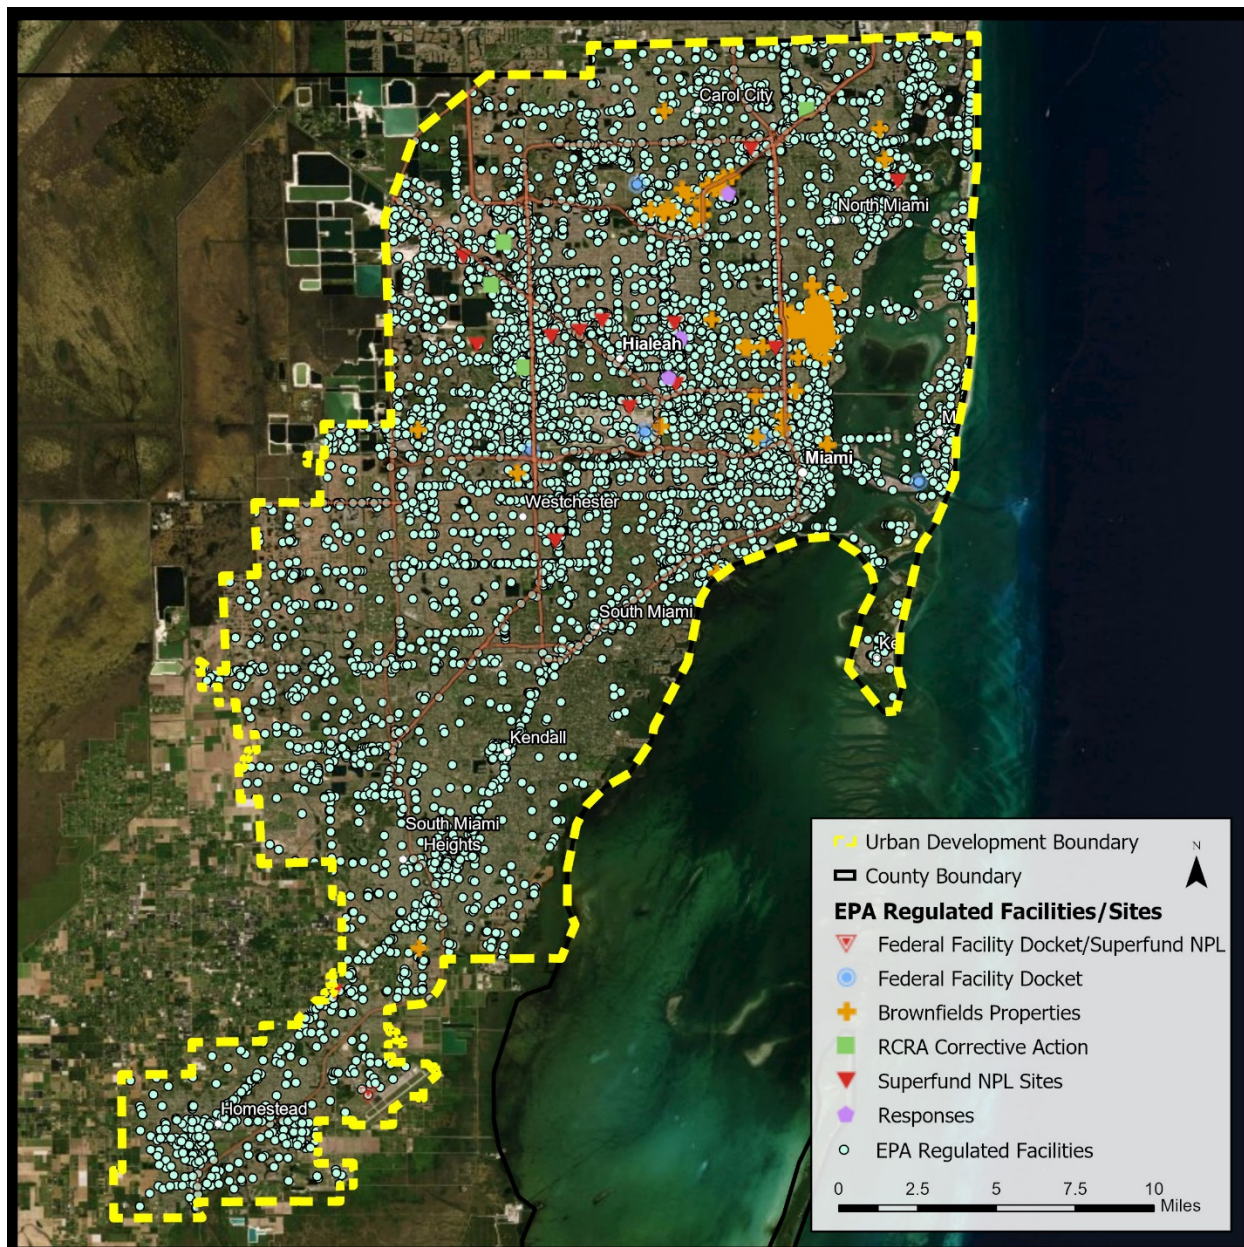 Carol City
North Miami
Hialeah
M
Miami
Westchester
South Miami
Ke
Kendall
South Miami
Heights
Homestead
Urban Development Boundary
N
County Boundary
EPA Regulated Facilities/Sites
Federal Facility Docket/Superfund NPL
Federal Facility Docket
Brownfields Properties
RCRA Corrective Action
Superfund NPL Sites
Responses
EPA Regulated Facilities
0 2.5 5 7.5 10
Miles